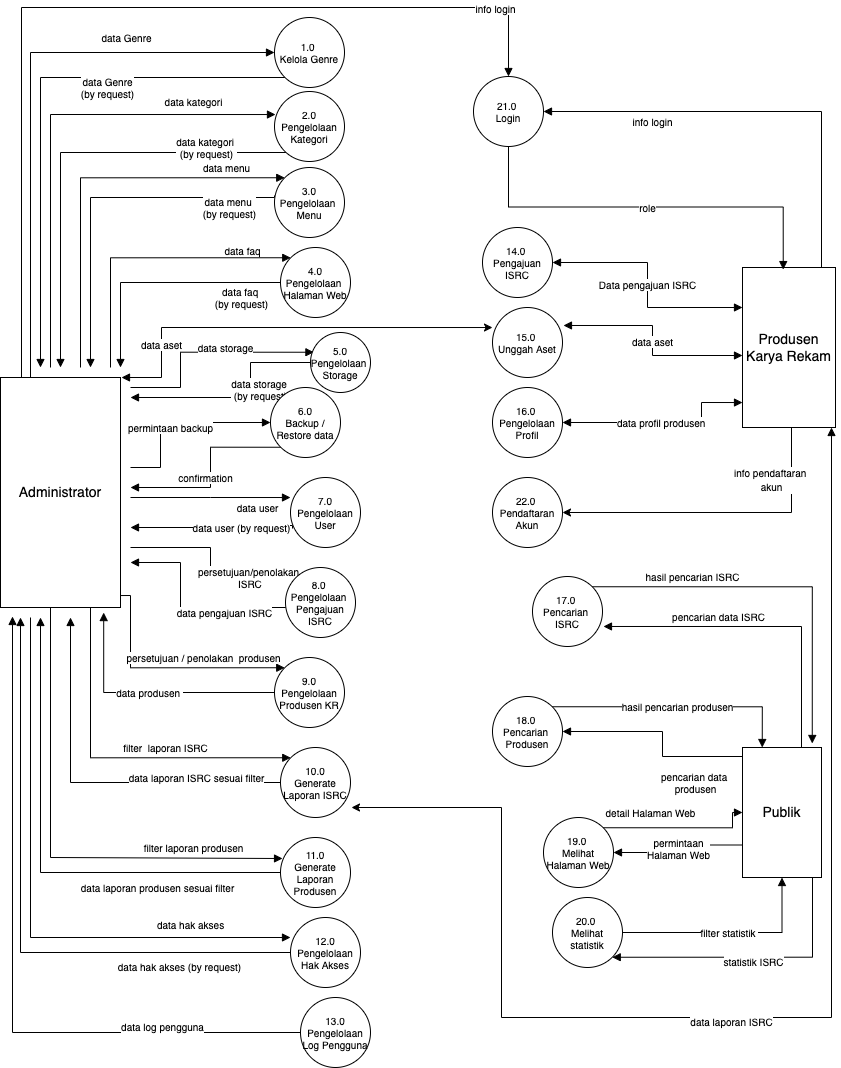 info login
data Genre
1.0
Kelola Genre
data Genre
(by request)
data kategori
2.0
Pengelolaan
Kategori
data kategori
(by request)
data menu
3.0
Pengelolaan
Menu
data menu
(by request)
data faq
4.0
Pengelolaan
Halaman Web
data faq
(by request)
data aset
data storage
5.0
Pengelolaan
Storage
data storage
(by request
6.0
Backup /
Restore data
permintaan backup
confirmation
data user
7.0
Pengelolaan
User
data user (by request)
Administrator
persetujuan/penolakan
ISRC
8.0
Pengelolaan
Pengajuan
ISRC
data pengajuan ISRC
persetujuan / penolakan produsen
9.0
Pengelolaan
Produsen KR
data produsen
filter laporan ISRC
10.0
Generate
Laporan ISRC
data laporan ISRC sesuai filter
filter laporan produsen
11.0
Generate
Laporan
Produsen
data laporan produsen sesuai filter
data hak akses
12.0
Pengelolaan
Hak Akses
data hak akses (by request)
data log pengguna
13.0
Pengelolaan
Log Pengguna
21.0
Login
info login
role
14.0
Pengajuan
ISRC
Data pengajuan ISRC
15.0
Unggah Aset
data aset
Produsen
Karya Rekam
16.0
Pengelolaan
Profil
data profil produsen
info pendaftaran
akun
22.0
Pendaftaran
Akun
hasil pencarian ISRC
17.0
Pencarian
ISRC
pencarian data ISRC
hasil pencarian produsen
18.0
Pencarian
Produsen
pencarian data
produsen
detail Halaman Web
Publik
19.0
Melihat
Halaman Web
permintaan
Halaman Web
20.0
Melihat
statistik
filter statistik
statistik ISRC
data laporan ISRC